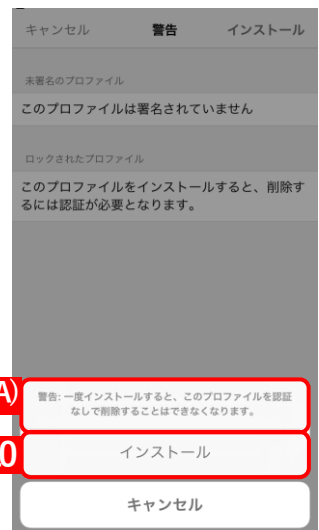 キャンセル 警告 インストール
未署名のプロファイル
このプロファイルは署名されていません
ロックされたプロファイル
このプロファイルをインストールすると、削除す
るには認証が必要となります。
A)
警告: 一度インストールすると、このプロファイルを認証
なしで削除することはできなくなります。
インストール
キャンセル